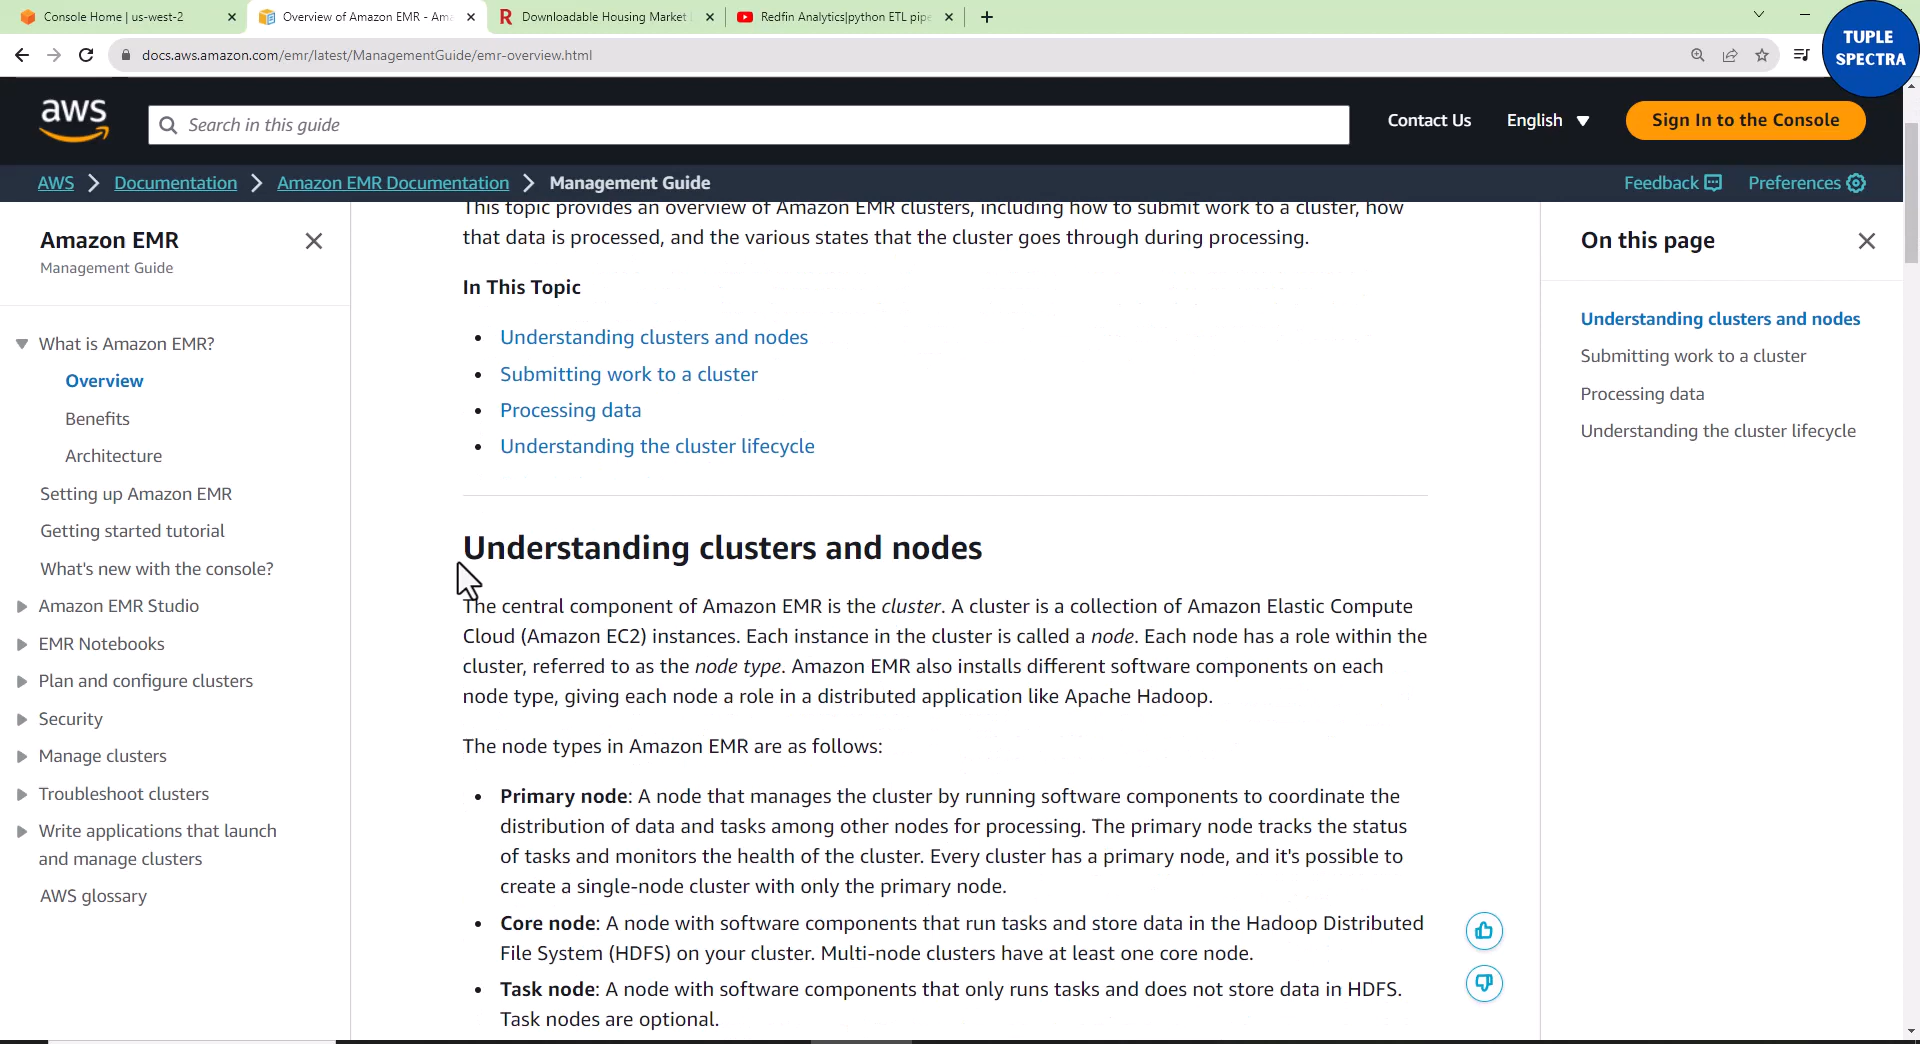 Console Home | us-west-2
Overview of Amazon EMR - Ama
Downloadable Housing Market
Redfin Analytics|python ETL pipe
TUPLE
SPECTRA
docs.aws.amazon.com/emr/latest/ManagementGuide/emr-overview.html
aws
Search in this guide
Contact Us
English
Sign In to the Console
AWS
Documentation
Amazon EMR Documentation
Management Guide
Feedback
Preferences
Amazon EMR
Management Guide
What is Amazon EMR?
Overview
Benefits
Architecture
Setting up Amazon EMR
Getting started tutorial
What's new with the console?
Amazon EMR Studio
EMR Notebooks
Plan and configure clusters
Security
Manage clusters
Troubleshoot clusters
Write applications that launch
and manage clusters
AWS glossary
This topic provides an overview of Amazon EMR clusters, including how to submit work to a cluster, how
that data is processed, and the various states that the cluster goes through during processing.
In This Topic
• Understanding clusters and nodes
• Submitting work to a cluster
• Processing data
• Understanding the cluster lifecycle
Understanding clusters and nodes
The central component of Amazon EMR is the cluster. A cluster is a collection of Amazon Elastic Compute
Cloud (Amazon EC2) instances. Each instance in the cluster is called a node. Each node has a role within the
cluster, referred to as the node type. Amazon EMR also installs different software components on each
node type, giving each node a role in a distributed application like Apache Hadoop.
The node types in Amazon EMR are as follows:
• Primary node: A node that manages the cluster by running software components to coordinate the
distribution of data and tasks among other nodes for processing. The primary node tracks the status
of tasks and monitors the health of the cluster. Every cluster has a primary node, and it's possible to
create a single-node cluster with only the primary node.
• Core node: A node with software components that run tasks and store data in the Hadoop Distributed
File System (HDFS) on your cluster. Multi-node clusters have at least one core node.
• Task node: A node with software components that only runs tasks and does not store data in HDFS.
Task nodes are optional.
On this page
Understanding clusters and nodes
Submitting work to a cluster
Processing data
Understanding the cluster lifecycle